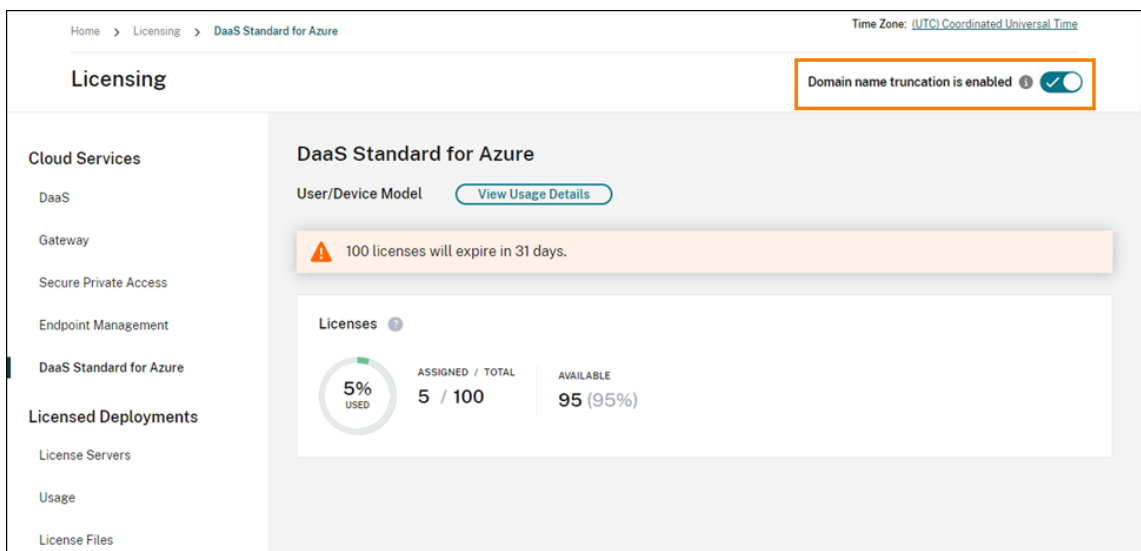 Home > Licensing > DaaS Standard for Azure
Time Zone: (UTC) Coordinated Universal Time
Licensing
Domain name truncation is enabled
Cloud Services
DaaS
Gateway
Secure Private Access
Endpoint Management
DaaS Standard for Azure
Licensed Deployments
License Servers
Usage
License Files
DaaS Standard for Azure
User/Device Model
View Usage Details
100 licenses will expire in 31 days.
Licenses
5%
USED
ASSIGNED / TOTAL
5 / 100
AVAILABLE
95 (95%)